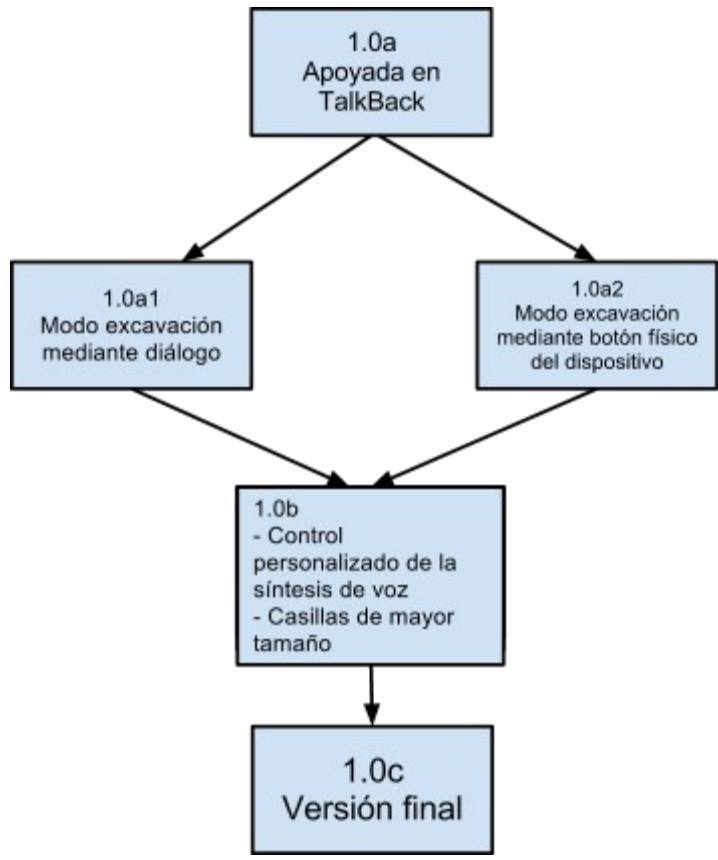 1.0a
Apoyada en
TalkBack
1.0a1
Modo excavación
mediante diálogo
1.0a2
Modo excavación
mediante botón físico
del dispositivo
1.0b
- Control
personalizado de la
síntesis de voz
- Casillas de mayor
tamaño
1.0c
Versión final